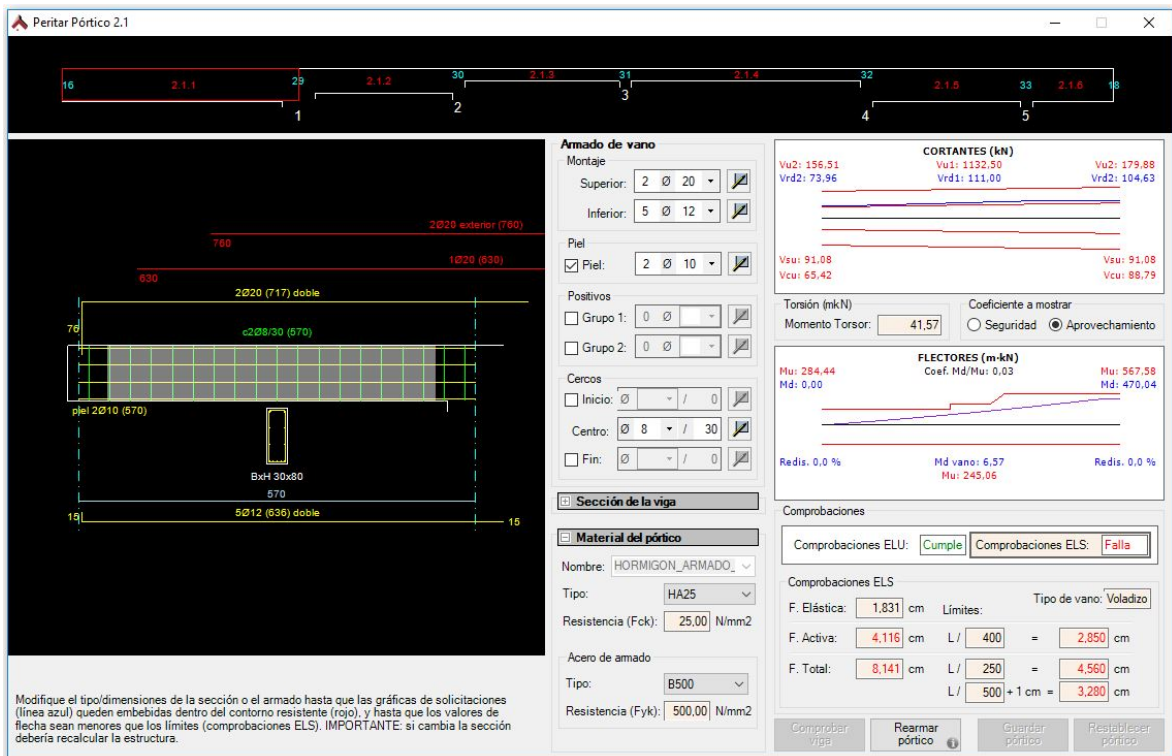 Peritar Pórtico 2.1
16 2.1.1 29 2.1.2 30 2.1.3 31 2.1.4 32 2.1.5 33 2.1.6 18
1 2 3 4 5
2Ø20 exterior (760)
760
1Ø20 (630)
630
2Ø20 (717) doble
76
c2Ø8/30 (570)
piel 2Ø10 (570)
BxH 30x80
570
15 5Ø12 (636) doble 15
Modifique el tipo/dimensiones de la sección o el armado hasta que las gráficas de solicitaciones
(línea azul) queden embebidas dentro del contorno resistente (rojo), y hasta que los valores de
flecha sean menores que los límites (comprobaciones ELS). IMPORTANTE: si cambia la sección
debería recalcular la estructura.
Armado de vano
Montaje
Superior: 2 Ø 20
Inferior: 5 Ø 12
Piel
Piel: 2 Ø 10
Positivos
Grupo 1: 0 Ø
Grupo 2: 0 Ø
Cercos
Inicio: Ø / 0
Centro: Ø 8 / 30
Fin: Ø / 0
Sección de la viga
Material del pórtico
Nombre: HORMIGON_ARMADO_
Tipo: HA25
Resistencia (Fck): 25,00 N/mm2
Acero de armado
Tipo: B500
Resistencia (Fyk): 500,00 N/mm2
CORTANTES (kN)
Vu2: 156,51 Vu1: 1132,50 Vu2: 179,88
Vrd2: 73,96 Vrd1: 111,00 Vrd2: 104,63
Vsu: 91,08 Vsu: 91,08
Vcu: 65,42 Vcu: 88,79
Torsión (mkN)
Momento Torsor: 41,57
Coeficiente a mostrar
Seguridad Aprovechamiento
FLECTORES (m·kN)
Mu: 284,44 Coef. Md/Mu: 0,03 Mu: 567,58
Md: 0,00 Md: 470,04
Redis. 0,0 % Md vano: 6,57 Redis. 0,0 %
Mu: 245,06
Comprobaciones
Comprobaciones ELU: Cumple Comprobaciones ELS: Falla
Comprobaciones ELS
Tipo de vano: Voladizo
F. Elástica: 1,831 cm Límites:
F. Activa: 4,116 cm L / 400 = 2,850 cm
F. Total: 8,141 cm L / 250 = 4,560 cm
L / 500 + 1 cm = 3,280 cm
Comprobar viga
Rearmar pórtico
Guardar pórtico
Restablecer pórtico